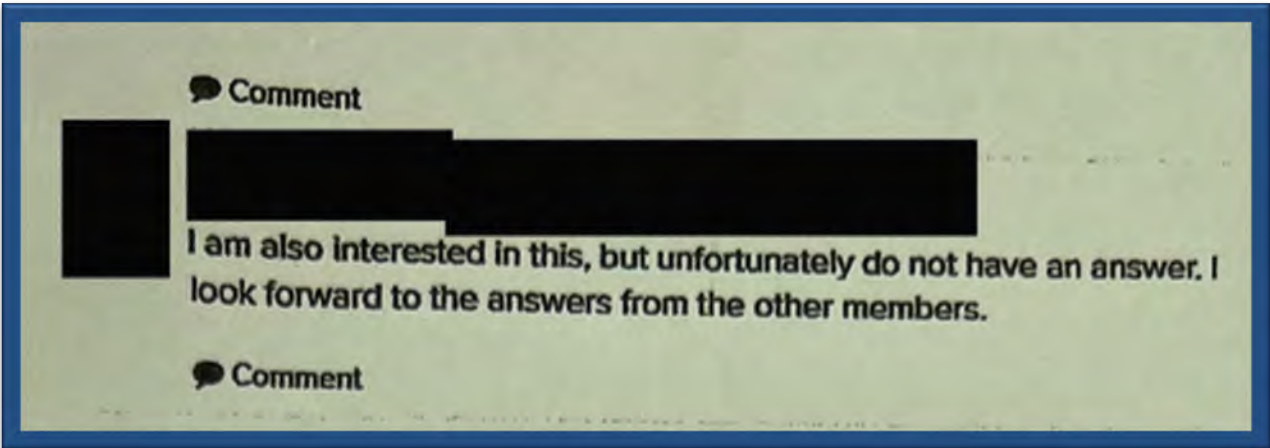 Comment
I am also interested in this, but unfortunately do not have an answer. I
look forward to the answers from the other members.
Comment